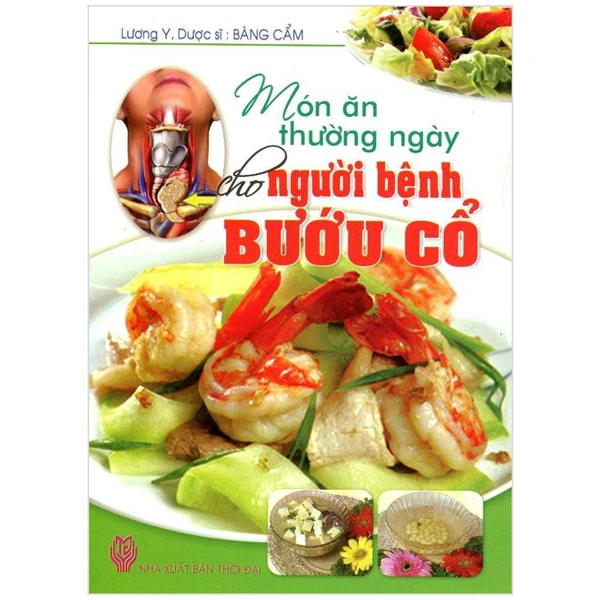 Lương Y, Dược sĩ : BÀNG CẨM
Món ăn
thường ngày
cho người bệnh
BƯỚU CỔ
NHÀ XUẤT BẢN THỜI ĐẠI